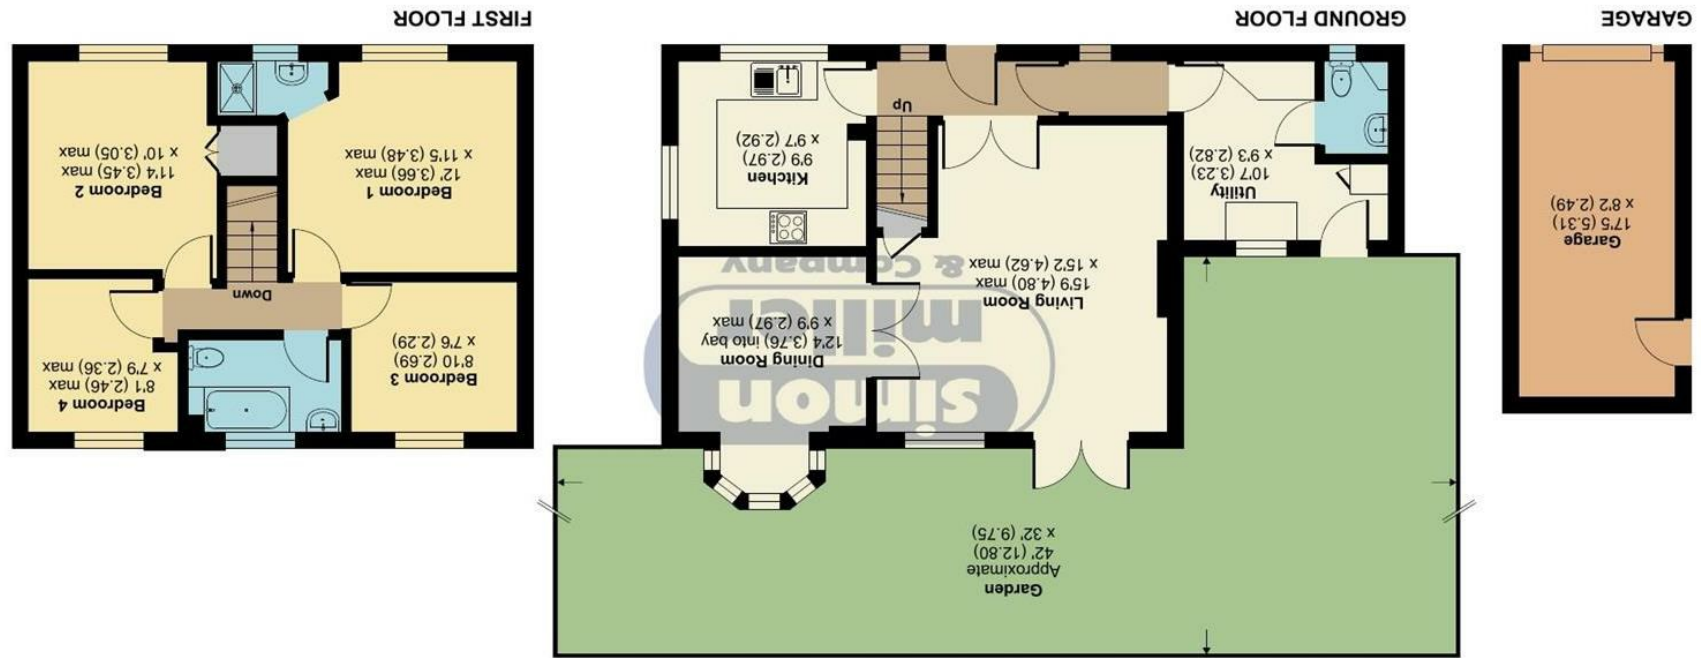 Garden
Approximate
42' (12.80)
x 32' (9.75)
simon
miller
& Company
Living Room
15'9 (4.80) max
x 15'2 (4.62) max
Dining Room
12'4 (3.76) into bay
x 9'9 (2.97) max
Utility
10'7 (3.23)
x 9'3 (2.82)
Kitchen
9'9 (2.97)
x 9'7 (2.92)
Up
GROUND FLOOR
Garage
17'5 (5.31)
x 8'2 (2.49)
GARAGE
Bedroom 3
8'10 (2.69)
x 7'6 (2.29)
Bedroom 4
8'1 (2.46) max
x 7'9 (2.36) max
Down
Bedroom 1
12' (3.66) max
x 11'5 (3.48) max
Bedroom 2
11'4 (3.45) max
x 10' (3.05) max
FIRST FLOOR